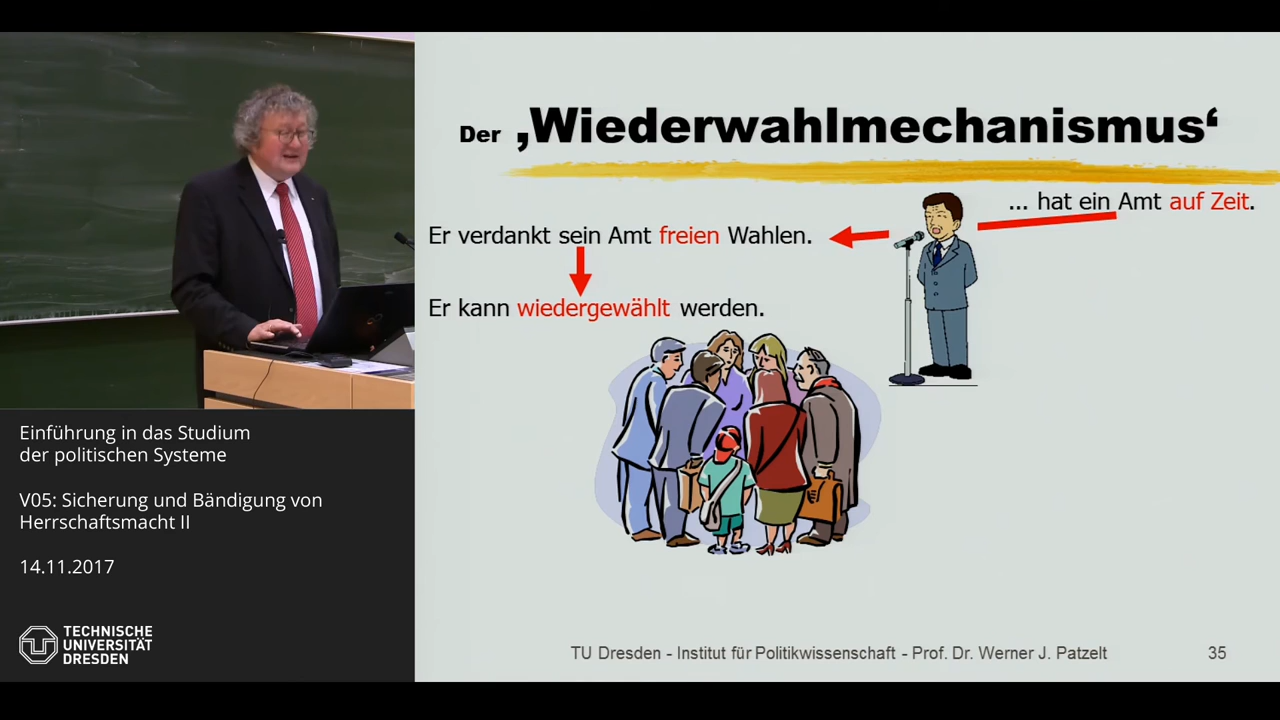 Der ‚Wiederwahlmechanismus‘
... hat ein Amt auf Zeit.
Er verdankt sein Amt freien Wahlen.
Er kann wiedergewählt werden.
Einführung in das Studium
der politischen Systeme
V05: Sicherung und Bändigung von
Herrschaftsmacht II
14.11.2017
TECHNISCHE
UNIVERSITÄT
DRESDEN
TU Dresden - Institut für Politikwissenschaft - Prof. Dr. Werner J. Patzelt
35